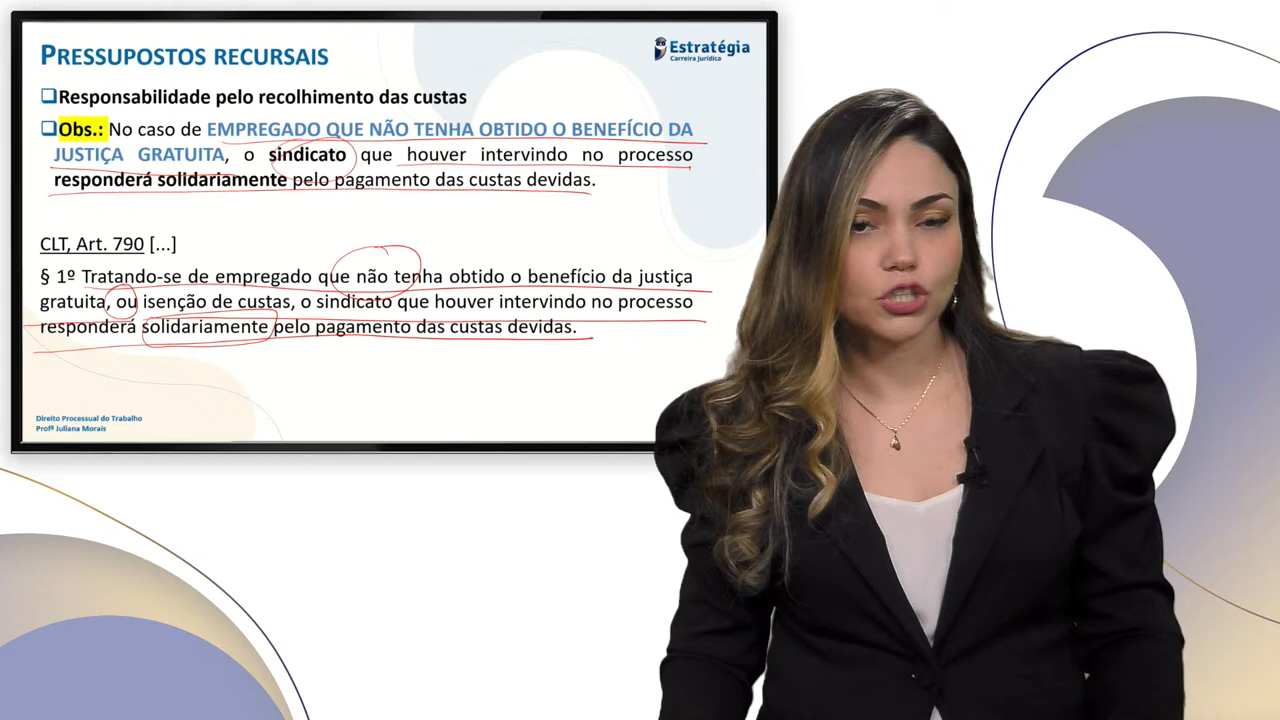 PRESSUPOSTOS RECURSAIS
Estratégia
Carreira Jurídica
Responsabilidade pelo recolhimento das custas
Obs.: No caso de EMPREGADO QUE NÃO TENHA OBTIDO O BENEFÍCIO DA
JUSTIÇA GRATUITA, o sindicato que houver intervindo no processo
responderá solidariamente pelo pagamento das custas devidas.
CLT, Art. 790 [...]
§ 1º Tratando-se de empregado que não tenha obtido o benefício da justiça
gratuita, ou isenção de custas, o sindicato que houver intervindo no processo
responderá solidariamente pelo pagamento das custas devidas.
Direito Processual do Trabalho
Profª Juliana Morais